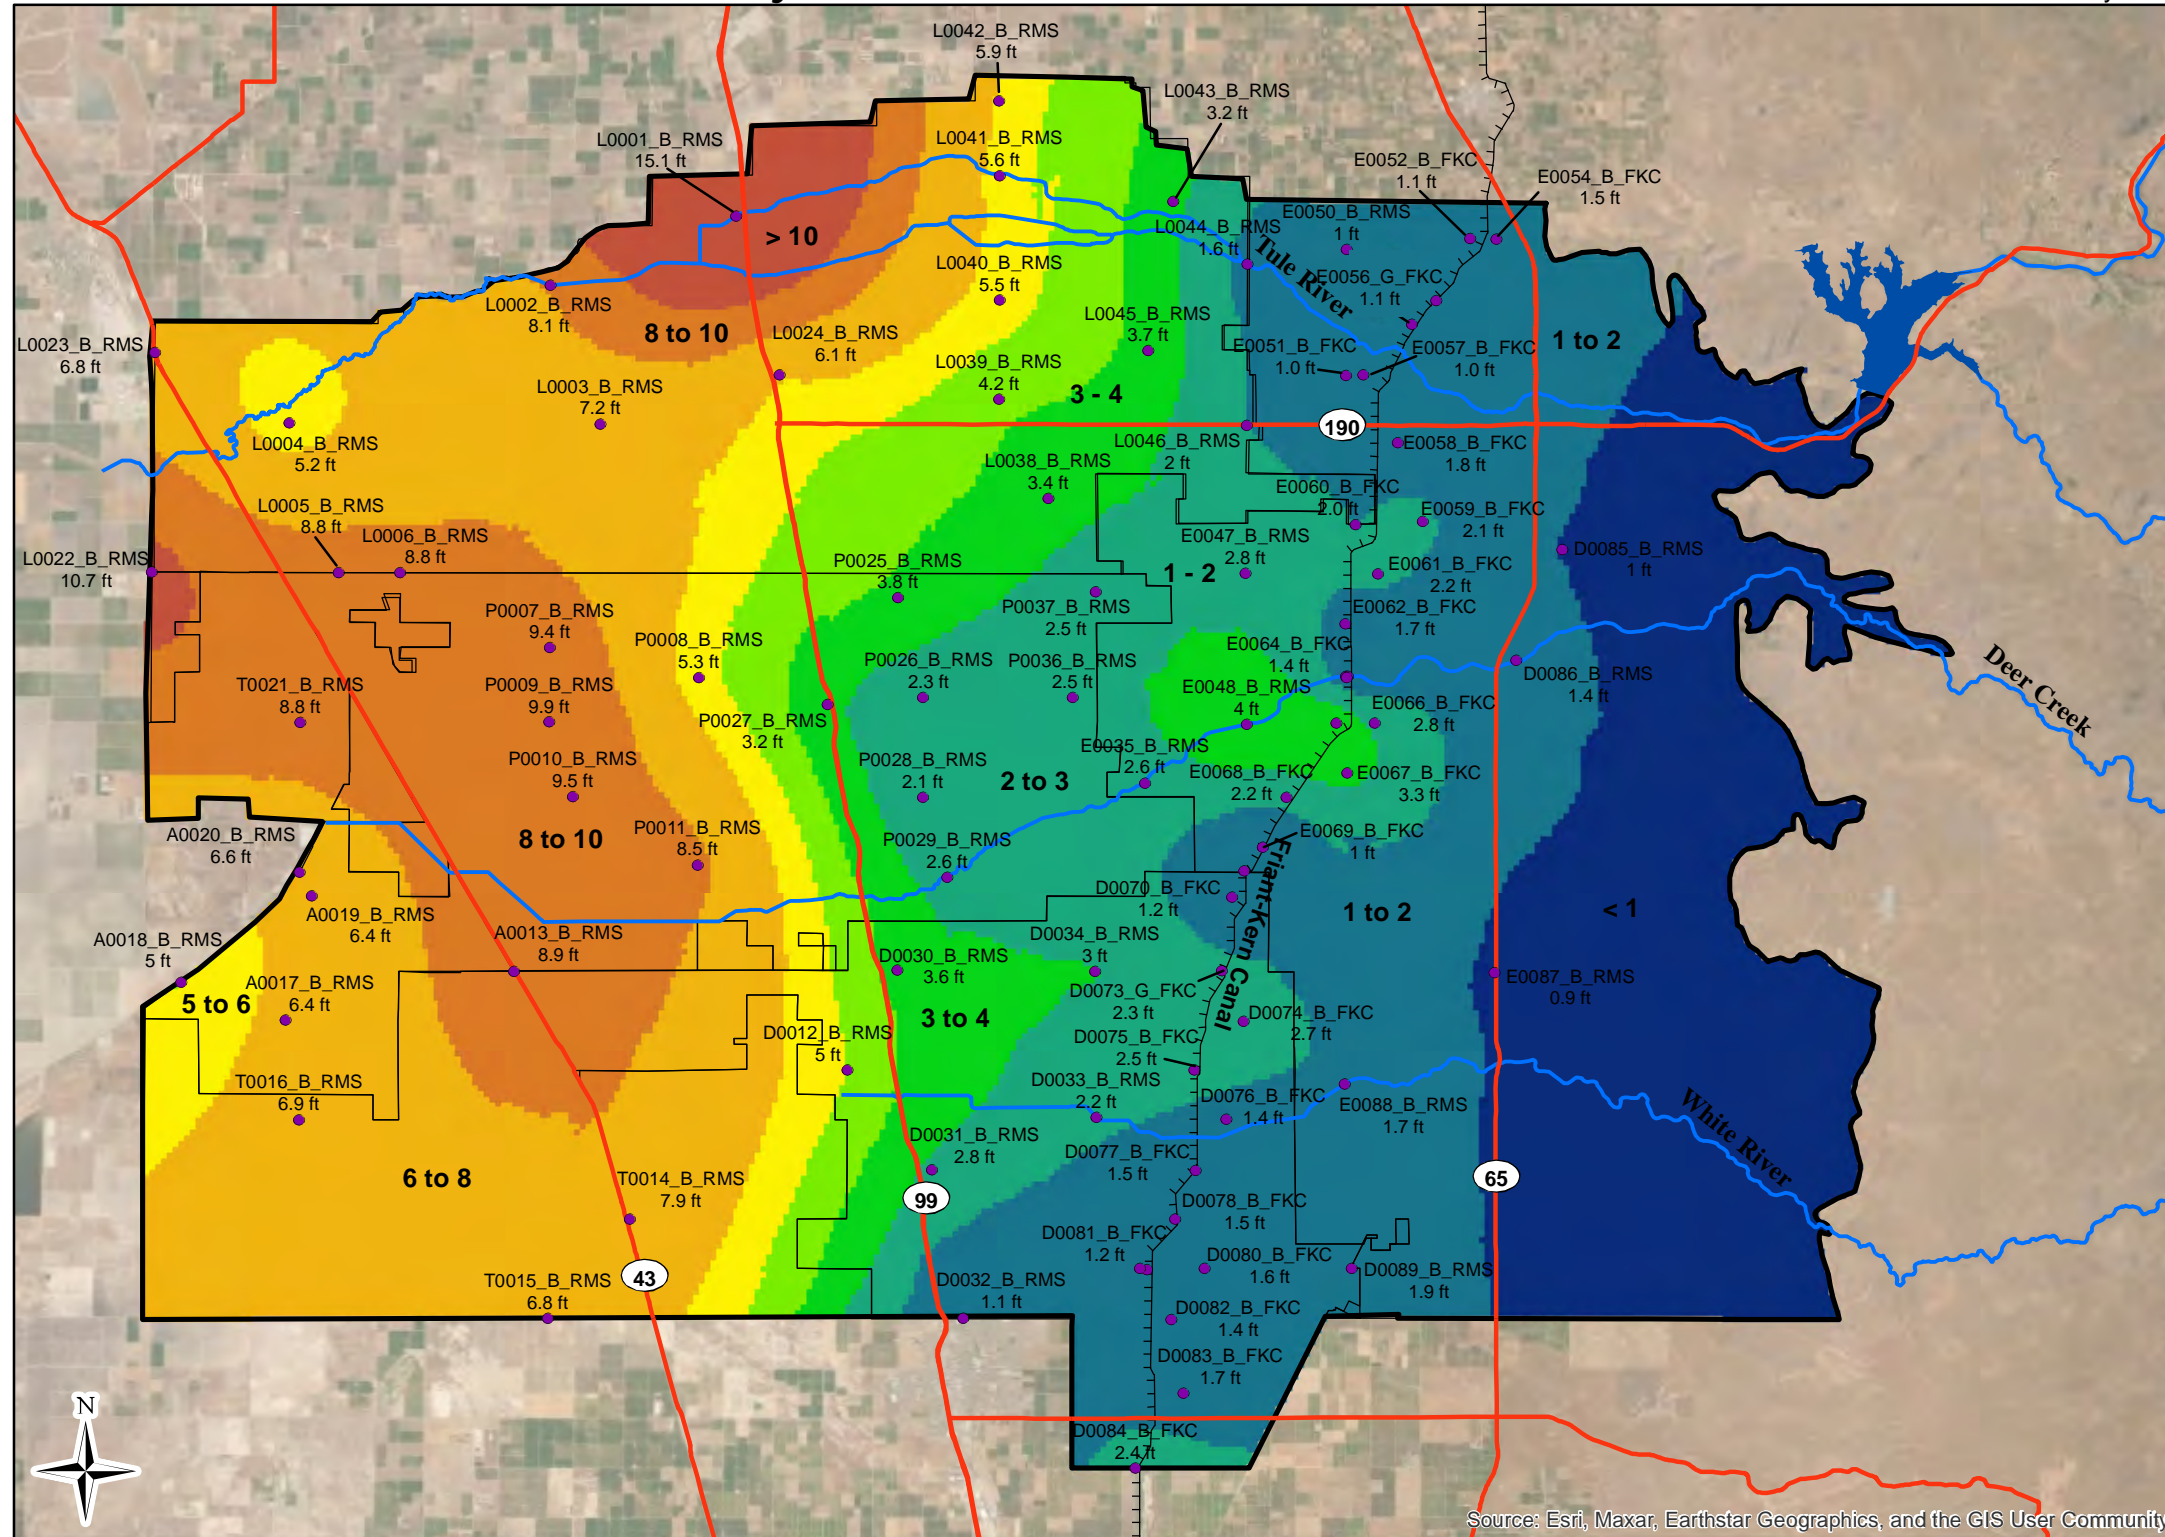 L0042_B_RMS
5.9 ft
L0043_B_RMS
3.2 ft
L0001_B_RMS
15.1 ft
L0041_B_RMS
5.6 ft
E0052_B_FKC
1.1 ft
E0054_B_FKC
1.5 ft
> 10
L0044_B_RMS
1.6 ft
E0050_B_RMS
1 ft
Tule River
L0040_B_RMS
5.5 ft
E0056_G_FKC
1.1 ft
L0002_B_RMS
8.1 ft
8 to 10
L0024_B_RMS
6.1 ft
L0045_B_RMS
3.7 ft
1 to 2
L0023_B_RMS
6.8 ft
E0051_B_FKC
1.0 ft
E0057_B_FKC
1.0 ft
L0003_B_RMS
7.2 ft
L0039_B_RMS
4.2 ft
3 - 4
190
L0004_B_RMS
5.2 ft
L0046_B_RMS
2 ft
E0058_B_FKC
1.8 ft
L0038_B_RMS
3.4 ft
E0060_B_FKC
2.0 ft
E0059_B_FKC
2.1 ft
L0005_B_RMS
8.8 ft
L0006_B_RMS
8.8 ft
E0047_B_RMS
2.8 ft
L0022_B_RMS
10.7 ft
P0025_B_RMS
3.8 ft
1 - 2
E0061_B_FKC
2.2 ft
D0085_B_RMS
1 ft
P0007_B_RMS
9.4 ft
P0037_B_RMS
2.5 ft
E0062_B_FKC
1.7 ft
P0008_B_RMS
5.3 ft
P0026_B_RMS
2.3 ft
P0036_B_RMS
2.5 ft
E0064_B_FKC
1.4 ft
D0086_B_RMS
1.4 ft
Deer Creek
T0021_B_RMS
8.8 ft
P0009_B_RMS
9.9 ft
E0048_B_RMS
4 ft
P0027_B_RMS
3.2 ft
E0066_B_FKC
2.8 ft
P0010_B_RMS
9.5 ft
P0028_B_RMS
2.1 ft
2 to 3
E0035_B_RMS
2.6 ft
E0068_B_FKC
2.2 ft
E0067_B_FKC
3.3 ft
A0020_B_RMS
6.6 ft
8 to 10
P0011_B_RMS
8.5 ft
P0029_B_RMS
2.6 ft
E0069_B_FKC
1 ft
Friant-Kern Canal
A0019_B_RMS
6.4 ft
D0070_B_FKC
1.2 ft
1 to 2
< 1
A0018_B_RMS
5 ft
A0013_B_RMS
8.9 ft
D0030_B_RMS
3.6 ft
D0034_B_RMS
3 ft
A0017_B_RMS
6.4 ft
5 to 6
D0073_G_FKC
2.3 ft
E0087_B_RMS
0.9 ft
3 to 4
D0074_B_FKC
2.7 ft
D0012_B_RMS
5 ft
D0075_B_FKC
2.5 ft
T0016_B_RMS
6.9 ft
D0033_B_RMS
2.2 ft
D0076_B_FKC
1.4 ft
E0088_B_RMS
1.7 ft
White River
D0031_B_RMS
2.8 ft
D0077_B_FKC
1.5 ft
6 to 8
T0014_B_RMS
7.9 ft
99
65
D0078_B_FKC
1.5 ft
D0081_B_FKC
1.2 ft
D0080_B_FKC
1.6 ft
D0089_B_RMS
1.9 ft
43
T0015_B_RMS
6.8 ft
D0032_B_RMS
1.1 ft
D0082_B_FKC
1.4 ft
D0083_B_FKC
1.7 ft
N
D0084_B_FKC
2.4 ft
Source: Esri, Maxar, Earthstar Geographics, and the GIS User Community